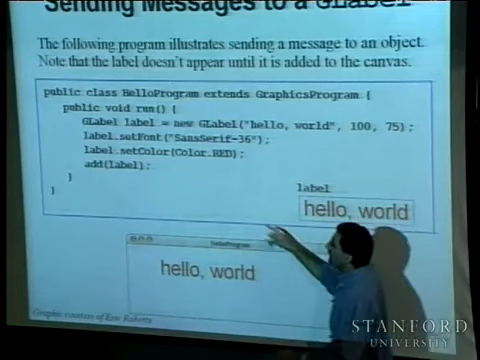 Sending Messages to a GLabel
The following program illustrates sending a message to an object.
Note that the label doesn't appear until it is added to the canvas.
public class HelloProgram extends GraphicsProgram {
public void run() {
GLabel label = new GLabel("hello, world", 100, 75);
label.setFont("SansSerif-36");
label.setColor(Color.RED);
add(label);
}
}
label
hello, world
HelloProgram
hello, world
Graphic courtesy of Eric Roberts
STANFORD
UNIVERSITY